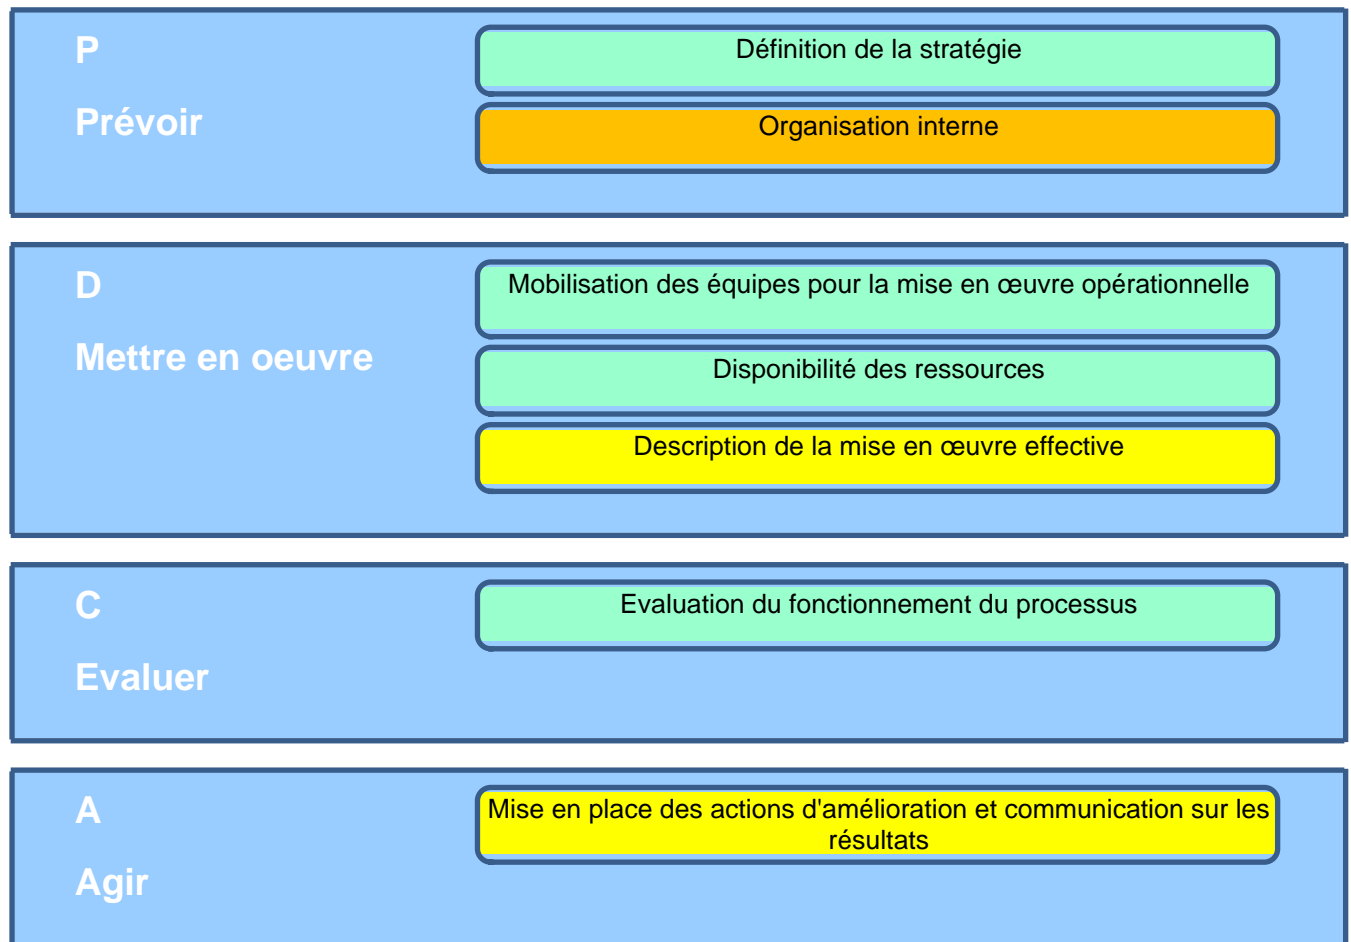 P
Définition de la stratégie
Prévoir
Organisation interne
D
Mobilisation des équipes pour la mise en œuvre opérationnelle
Mettre en oeuvre
Disponibilité des ressources
Description de la mise en œuvre effective
C
Evaluation du fonctionnement du processus
Evaluer
A
Mise en place des actions d'amélioration et communication sur les
résultats
Agir